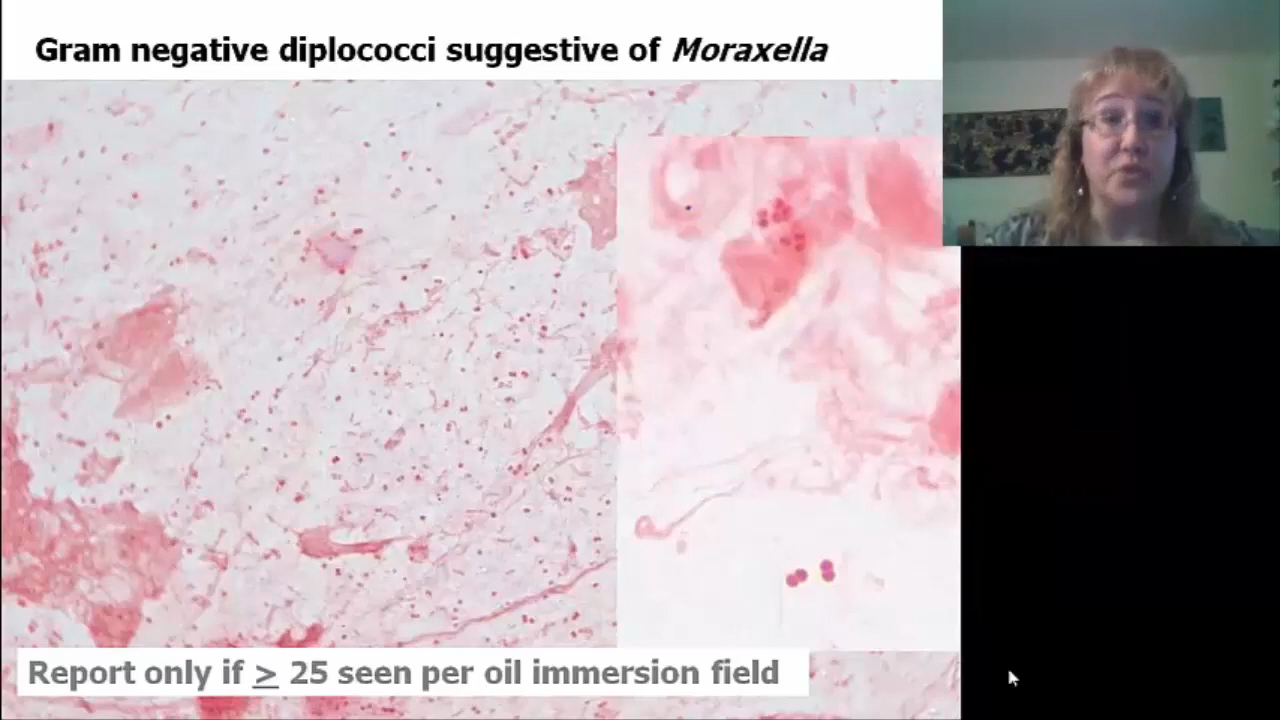 Gram negative diplococci suggestive of Moraxella
Report only if ≥ 25 seen per oil immersion field